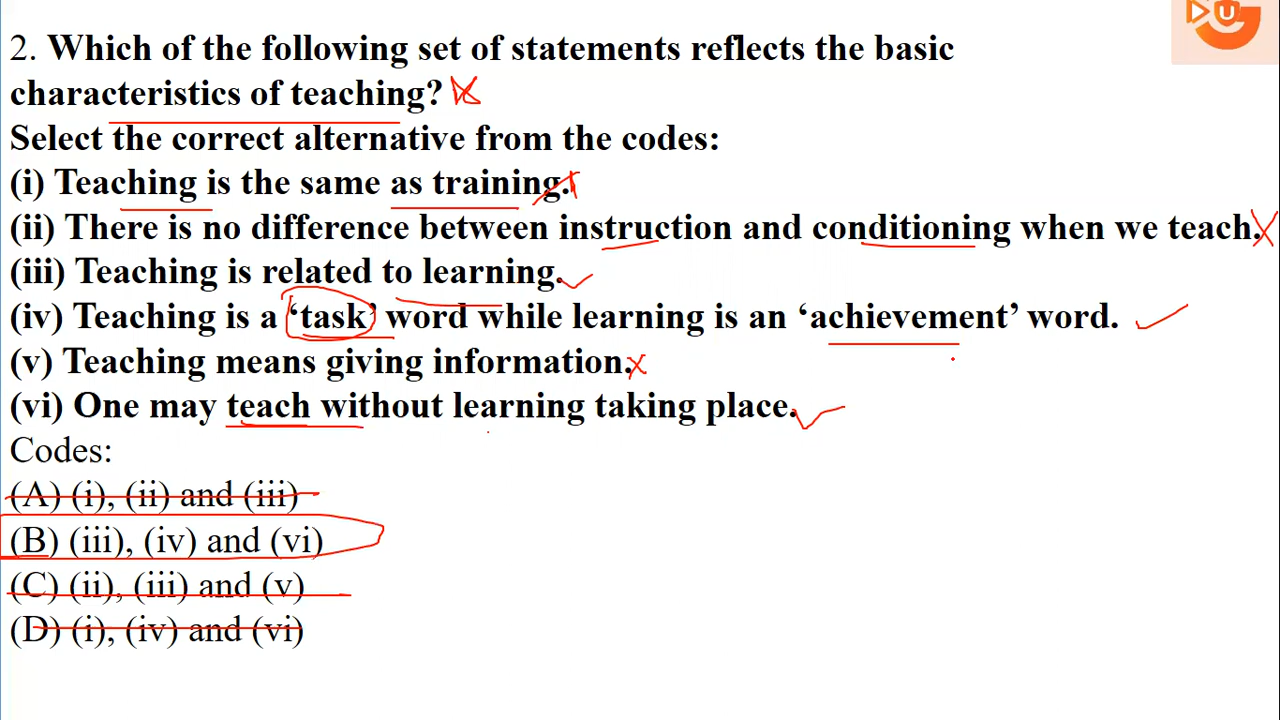 2. Which of the following set of statements reflects the basic
characteristics of teaching?
Select the correct alternative from the codes:
(i) Teaching is the same as training.
(ii) There is no difference between instruction and conditioning when we teach.
(iii) Teaching is related to learning.
(iv) Teaching is a ‘task’ word while learning is an ‘achievement’ word.
(v) Teaching means giving information.
(vi) One may teach without learning taking place.
Codes:
(A) (i), (ii) and (iii)
(B) (iii), (iv) and (vi)
(C) (ii), (iii) and (v)
(D) (i), (iv) and (vi)
U